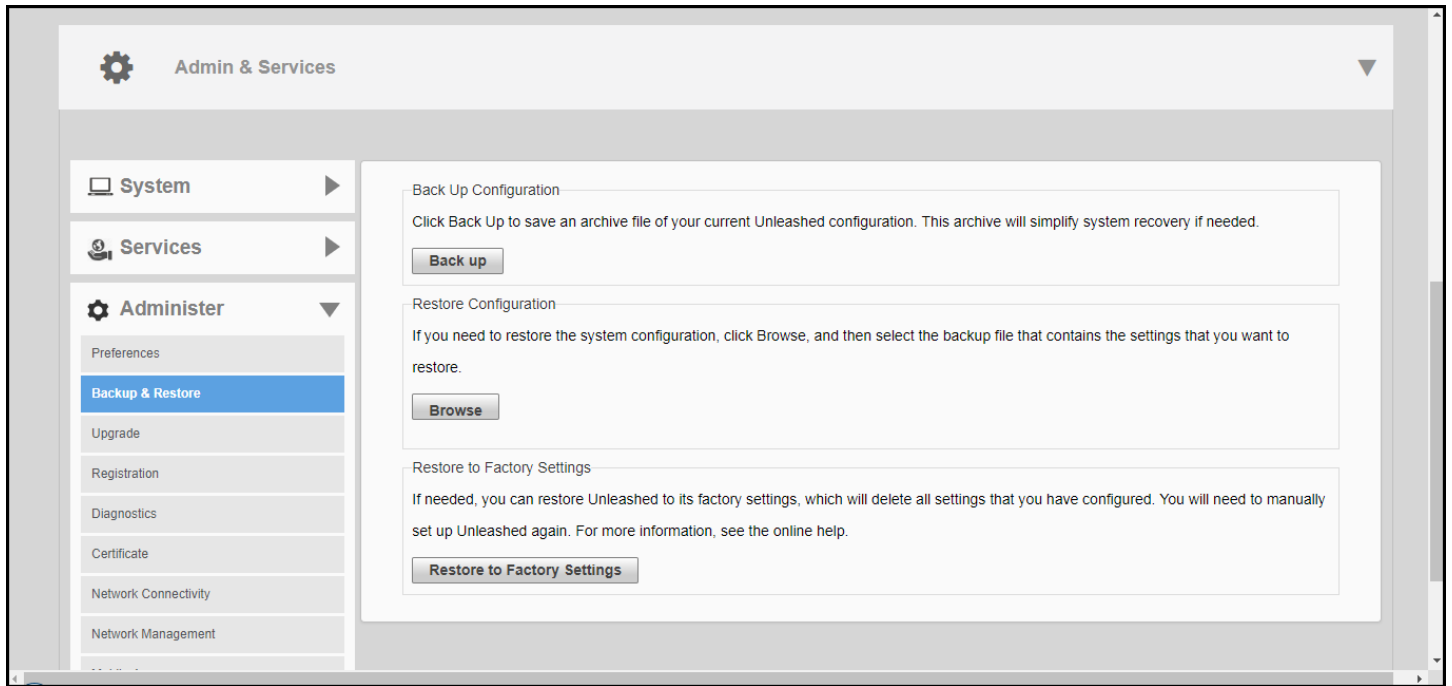 Admin & Services
System
Services
Administer
Preferences
Backup & Restore
Upgrade
Registration
Diagnostics
Certificate
Network Connectivity
Network Management
Back Up Configuration
Click Back Up to save an archive file of your current Unleashed configuration. This archive will simplify system recovery if needed.
Back up
Restore Configuration
If you need to restore the system configuration, click Browse, and then select the backup file that contains the settings that you want to
restore.
Browse
Restore to Factory Settings
If needed, you can restore Unleashed to its factory settings, which will delete all settings that you have configured. You will need to manually
set up Unleashed again. For more information, see the online help.
Restore to Factory Settings